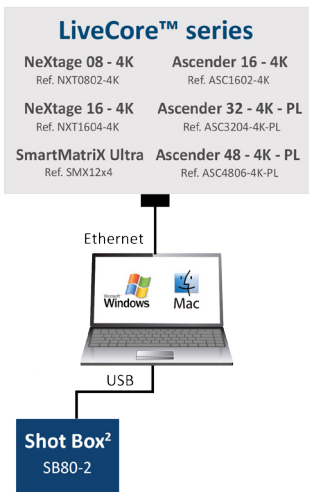 LiveCore™ series
NeXtage 08 - 4K Ascender 16 - 4K
Ref. NXT0802-4K Ref. ASC1602-4K
NeXtage 16 - 4K Ascender 32 - 4K - PL
Ref. NXT1604-4K Ref. ASC3204-4K-PL
SmartMatriX Ultra Ascender 48 - 4K - PL
Ref. SMX12x4 Ref. ASC4806-4K-PL
Ethernet
Microsoft
Windows Mac
USB
Shot Box²
SB80-2